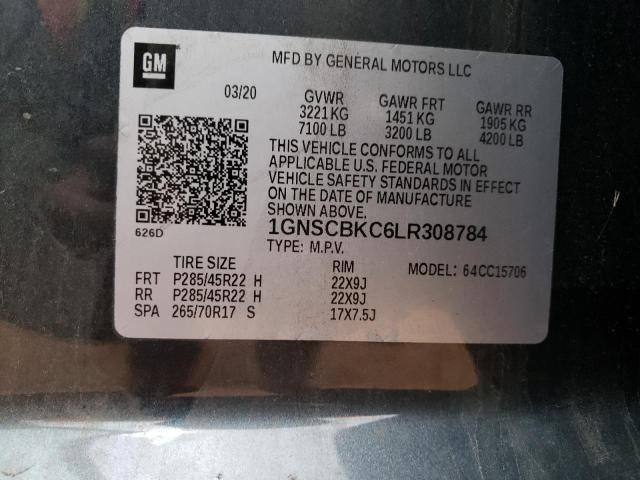 GM
MFD BY GENERAL MOTORS LLC
03/20 GVWR GAWR FRT GAWR RR
3221 KG 1451 KG 1905 KG
7100 LB 3200 LB 4200 LB
THIS VEHICLE CONFORMS TO ALL
APPLICABLE U.S. FEDERAL MOTOR
VEHICLE SAFETY STANDARDS IN EFFECT
ON THE DATE OF MANUFACTURE
SHOWN ABOVE.
1GNSCBKC6LR308784
626D
TYPE: M.P.V.
TIRE SIZE RIM MODEL: 64CC15706
FRT P285/45R22 H 22X9J
RR P285/45R22 H 22X9J
SPA 265/70R17 S 17X7.5J